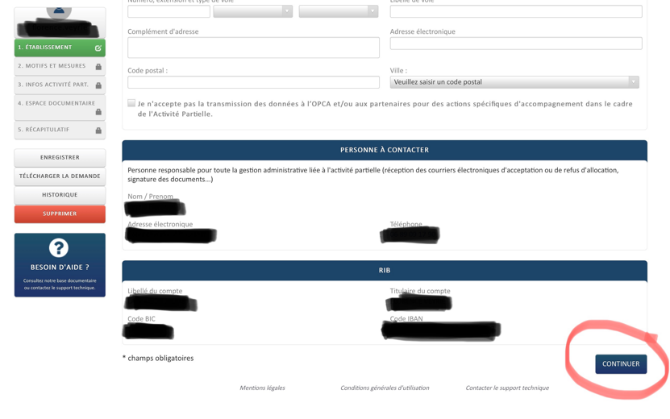 Numéro, extension et type de voie
Libellé de voie
Complément d'adresse
Adresse électronique
Code postal :
Ville :
Veuillez saisir un code postal
Je n'accepte pas la transmission des données à l'OPCA et/ou aux partenaires pour des actions spécifiques d'accompagnement dans le cadre
de l'Activité Partielle.
1. ÉTABLISSEMENT
2. MOTIFS ET MESURES
3. INFOS ACTIVITÉ PART.
4. ESPACE DOCUMENTAIRE
5. RÉCAPITULATIF
ENREGISTRER
TÉLÉCHARGER LA DEMANDE
HISTORIQUE
SUPPRIMER
?
BESOIN D'AIDE ?
Consultez notre base documentaire
ou contactez le support technique.
PERSONNE À CONTACTER
Personne responsable pour toute la gestion administrative liée à l'activité partielle (réception des courriers électroniques d'acceptation ou de refus d'allocation,
signature des documents...)
Nom / Prenom
Adresse électronique
Téléphone
RIB
Libellé du compte
Titulaire du compte
Code BIC
Code IBAN
* champs obligatoires
CONTINUER
Mentions légales
Conditions générales d'utilisation
Contacter le support technique